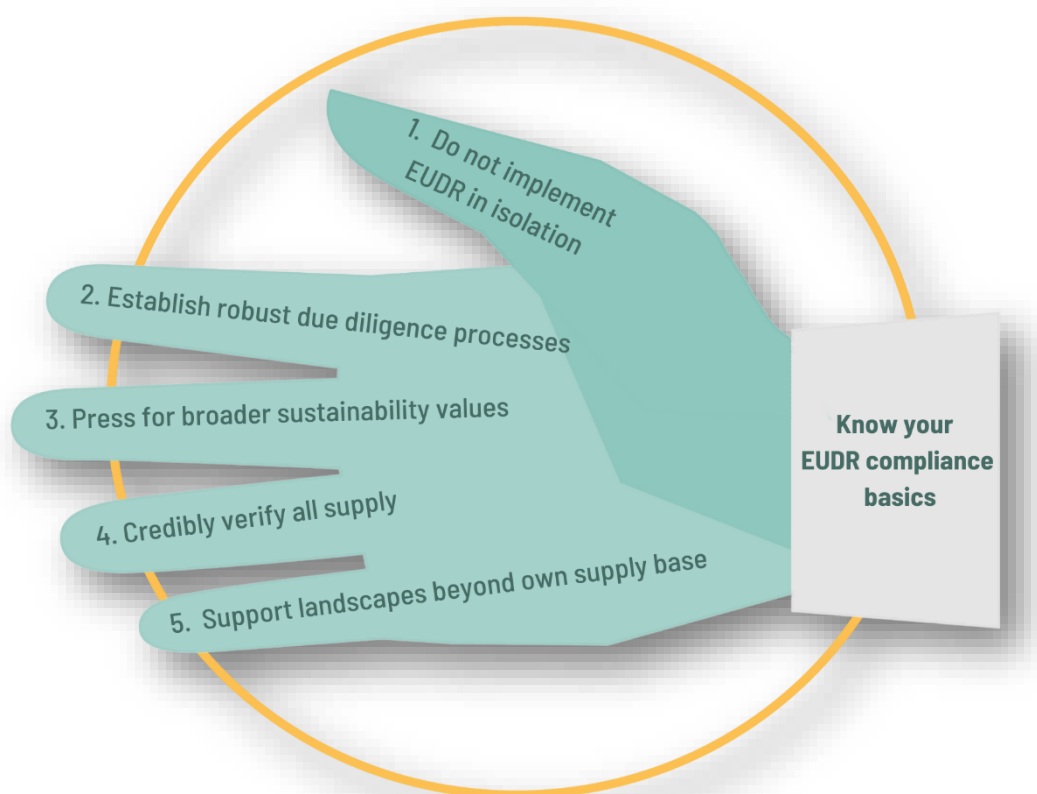 1. Do not implement
EUDR in isolation
2. Establish robust due diligence processes
3. Press for broader sustainability values
4. Credibly verify all supply
5. Support landscapes beyond own supply base
Know your
EUDR compliance
basics